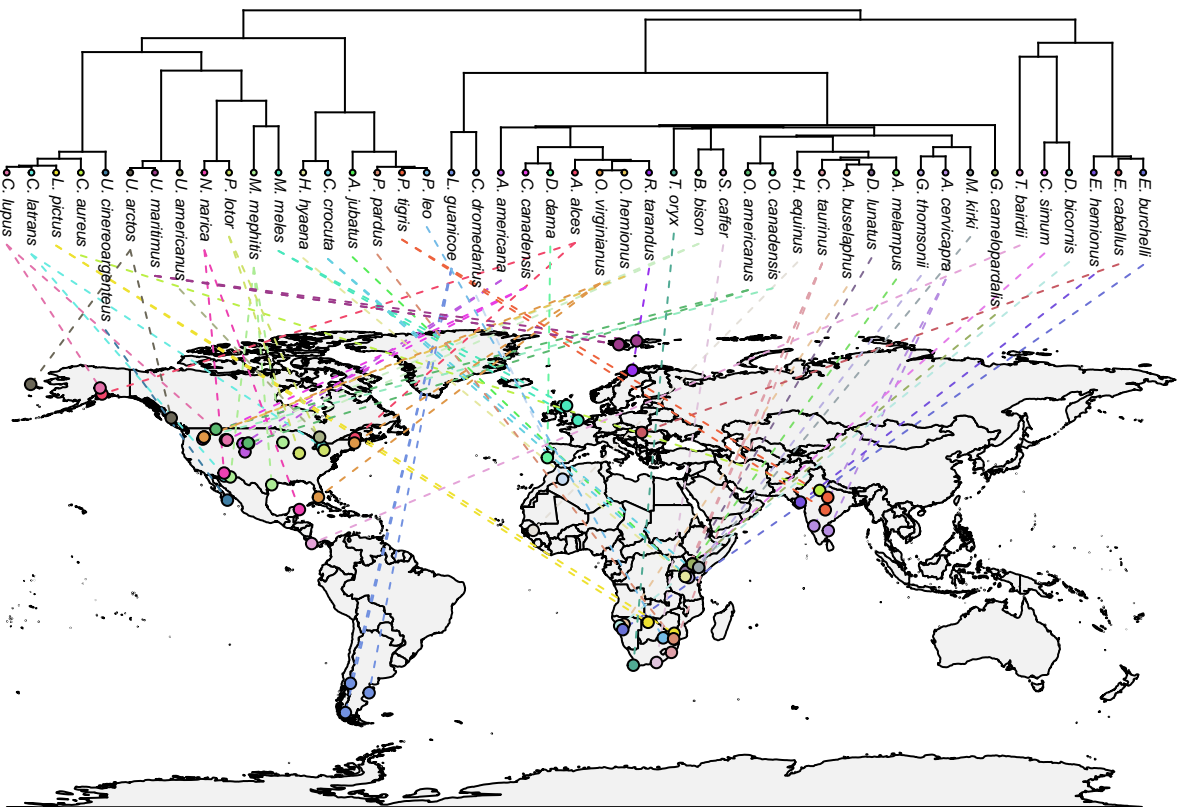 C. lupus
C. latrans
L. pictus
C. aureus
U. cinereoargenteus
U. arctos
U. maritimus
U. americanus
N. narica
P. lotor
M. mephitis
M. meles
H. hyaena
C. crocuta
A. jubatus
P. pardus
P. tigris
P. leo
L. guanicoe
C. dromedarius
A. americana
C. canadensis
D. dama
A. alces
O. virginianus
O. hemionus
R. tarandus
T. oryx
B. bison
S. caffer
O. americanus
O. canadensis
H. equinus
C. taurinus
A. buselaphus
D. lunatus
A. melampus
G. thomsonii
A. cervicapra
M. kirki
G. camelopardalis
T. bairdii
C. simum
D. bicornis
E. hemionus
E. caballus
E. burchelli